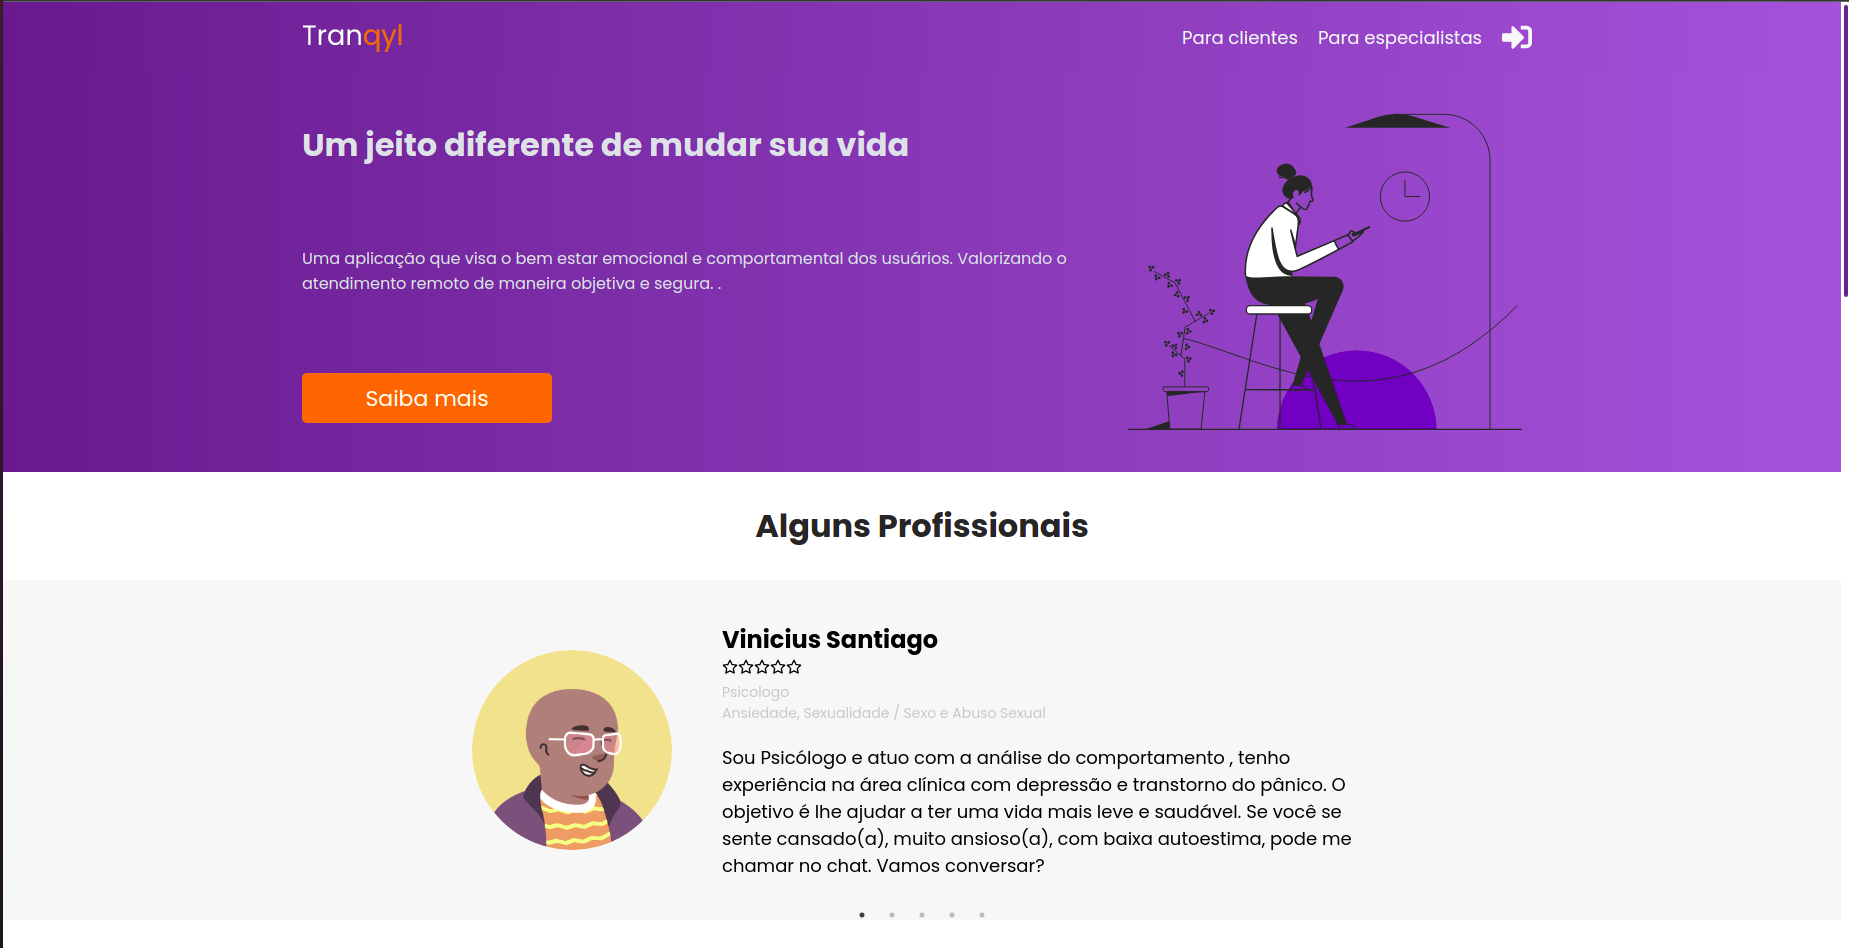 Tranqyl
Para clientes Para especialistas
Um jeito diferente de mudar sua vida
Uma aplicação que visa o bem estar emocional e comportamental dos usuários. Valorizando o
atendimento remoto de maneira objetiva e segura. .
Saiba mais
Alguns Profissionais
Vinicius Santiago
Psicologo
Ansiedade, Sexualidade / Sexo e Abuso Sexual
Sou Psicólogo e atuo com a análise do comportamento , tenho
experiência na área clínica com depressão e transtorno do pânico. O
objetivo é lhe ajudar a ter uma vida mais leve e saudável. Se você se
sente cansado(a), muito ansioso(a), com baixa autoestima, pode me
chamar no chat. Vamos conversar?